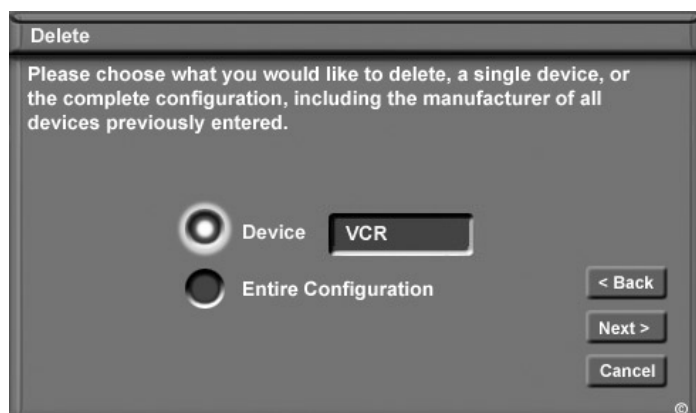 Delete
Please choose what you would like to delete, a single device, or
the complete configuration, including the manufacturer of all
devices previously entered.
Device VCR
Entire Configuration
< Back
Next >
Cancel